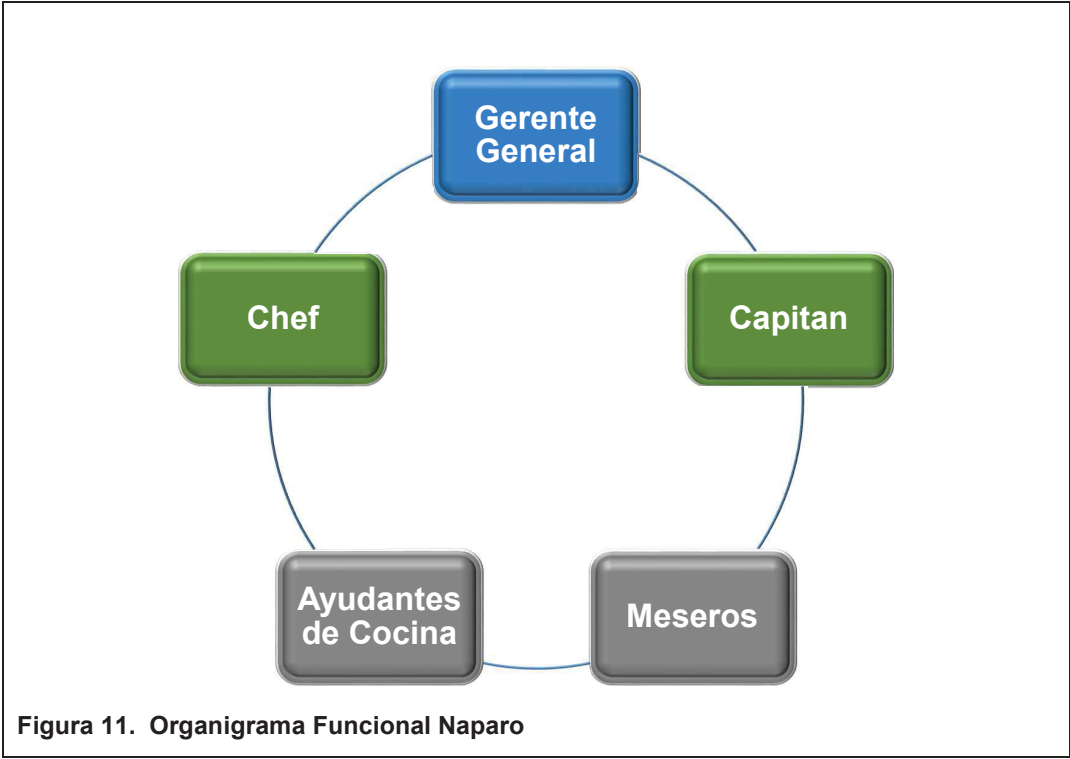 Gerente
General
Chef
Capitan
Ayudantes
de Cocina
Meseros
Figura 11. Organigrama Funcional Naparo